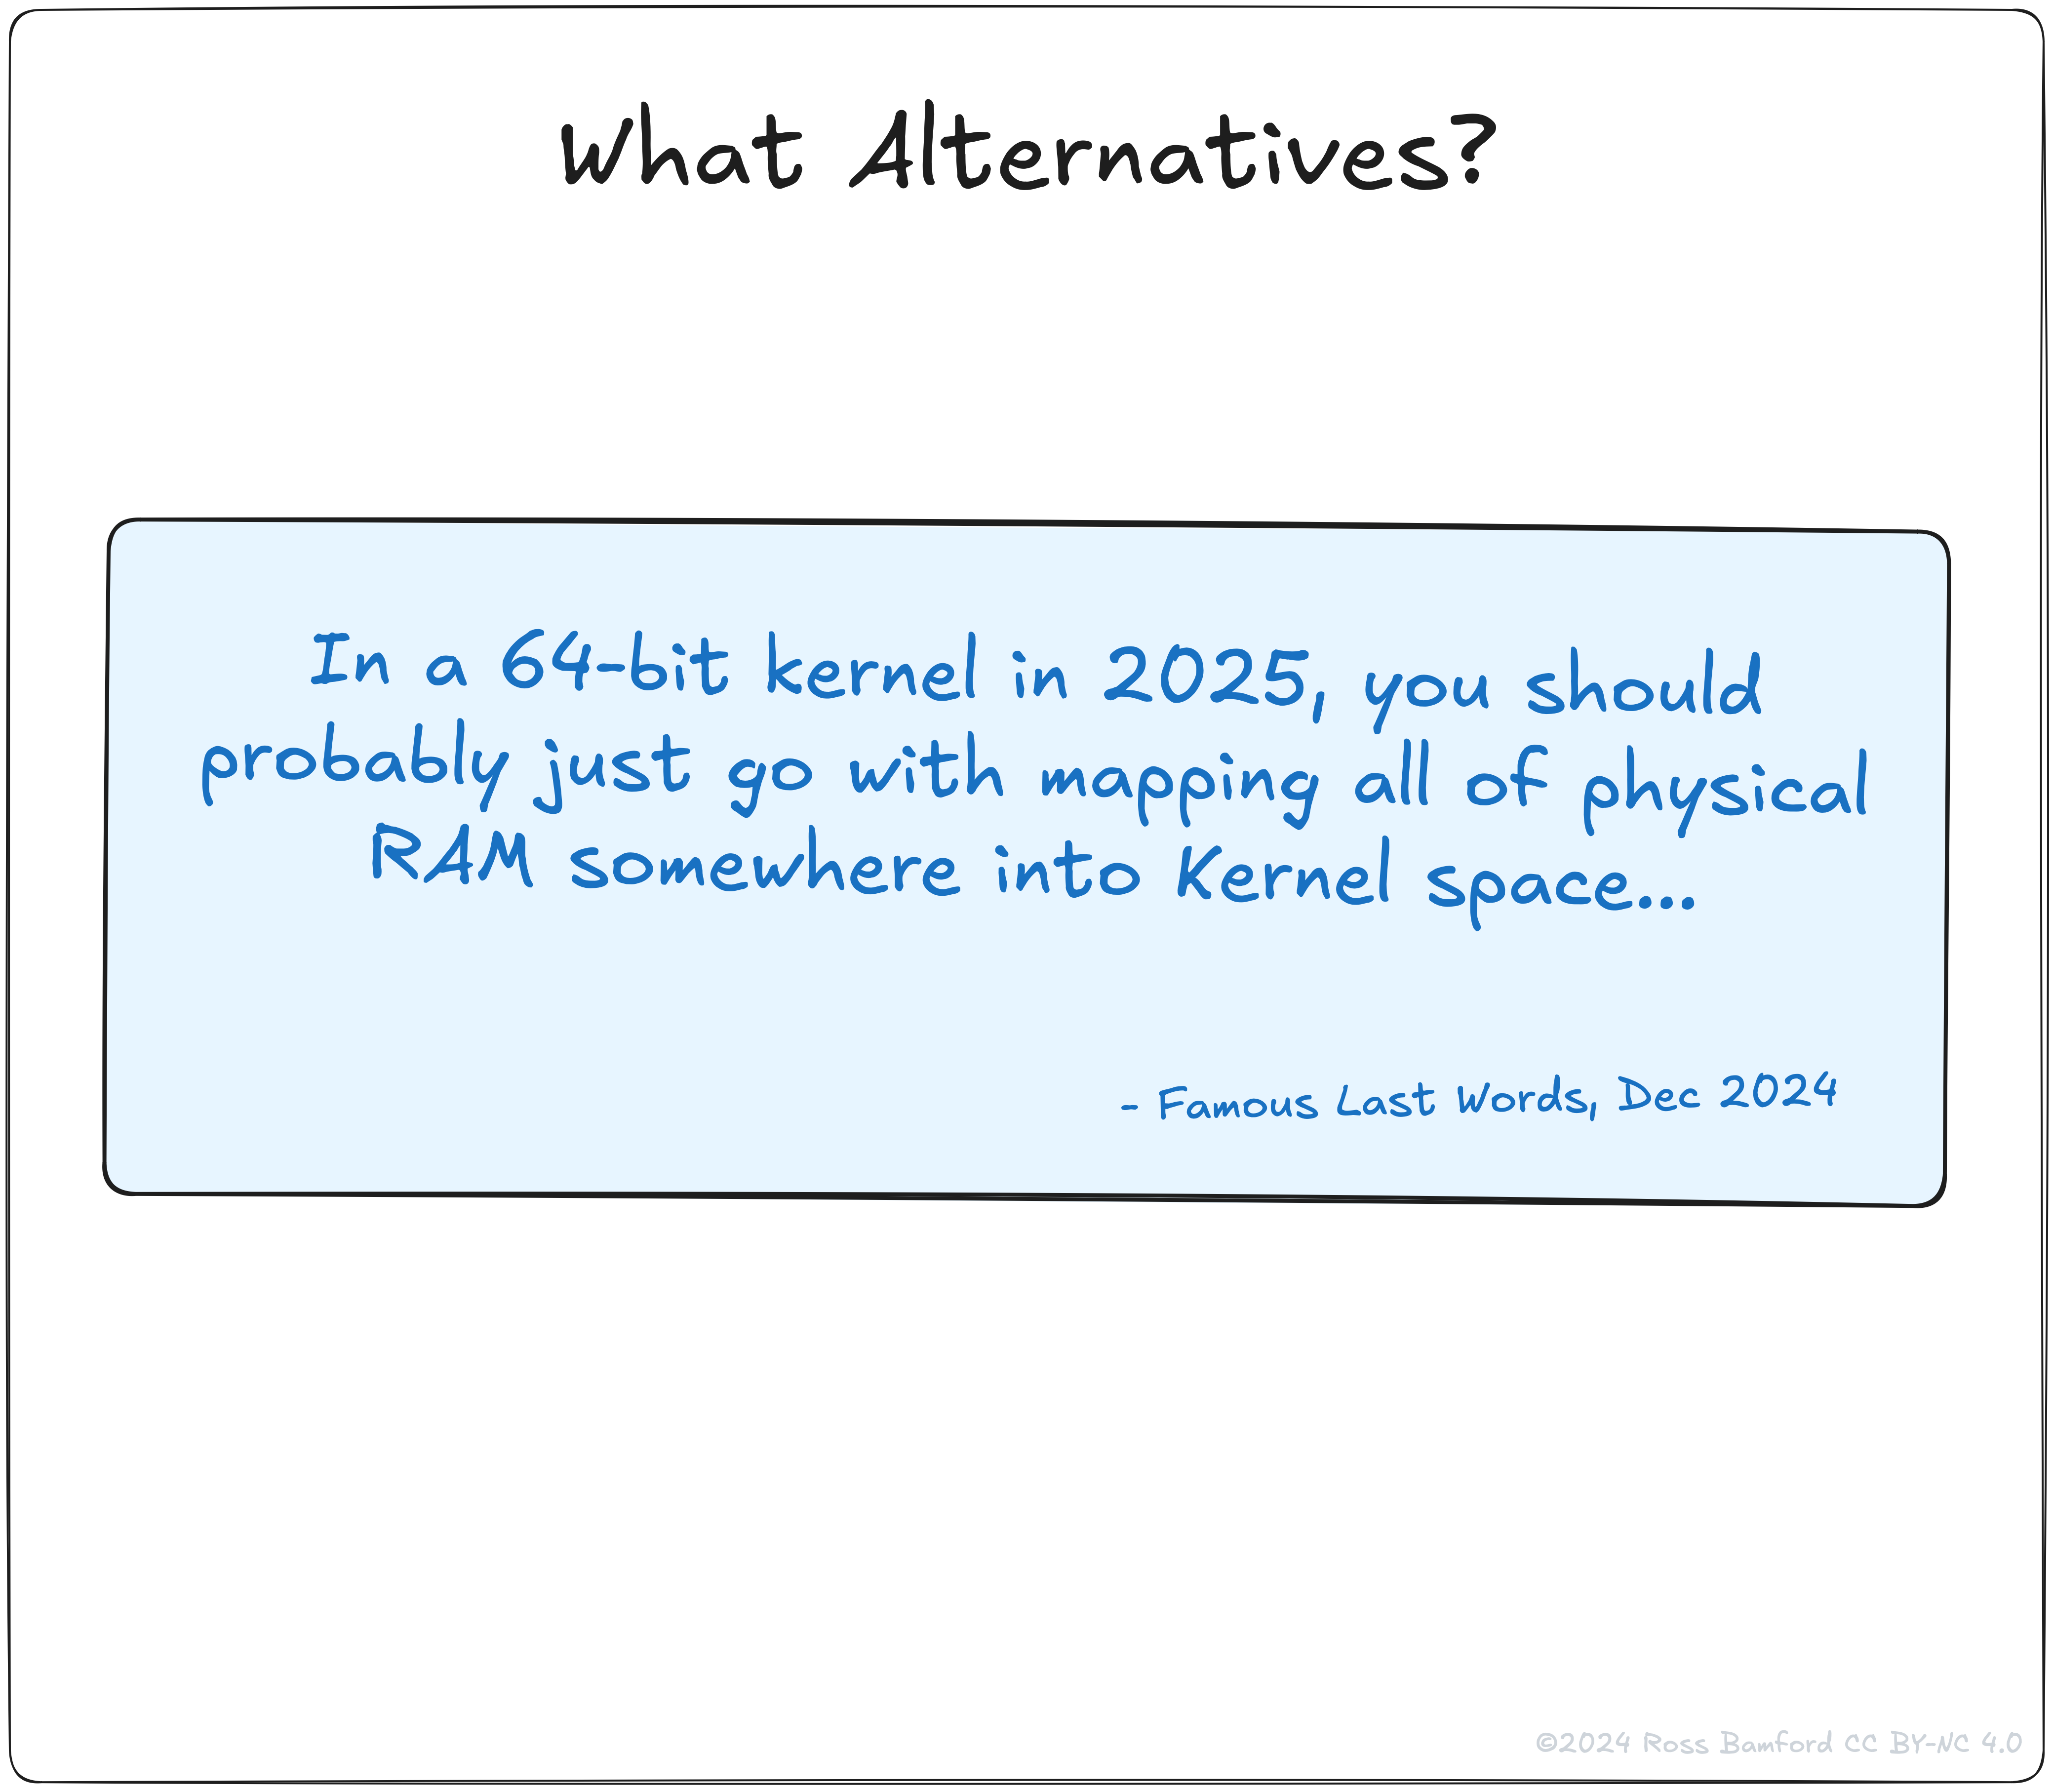 What Alternatives?
In a 64-bit kernel in 2025, you should
probably just go with mapping all of physical
RAM somewhere into Kernel space...
- Famous Last Words, Dec 2024
©2024 Ross Bamford CC BY-NC 4.0